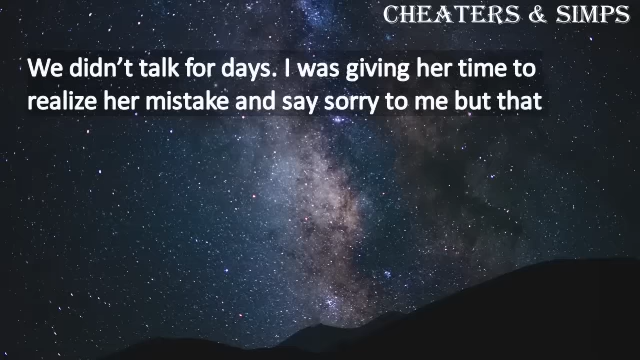 CHEATERS & SIMPS
We didn’t talk for days. I was giving her time to
realize her mistake and say sorry to me but that